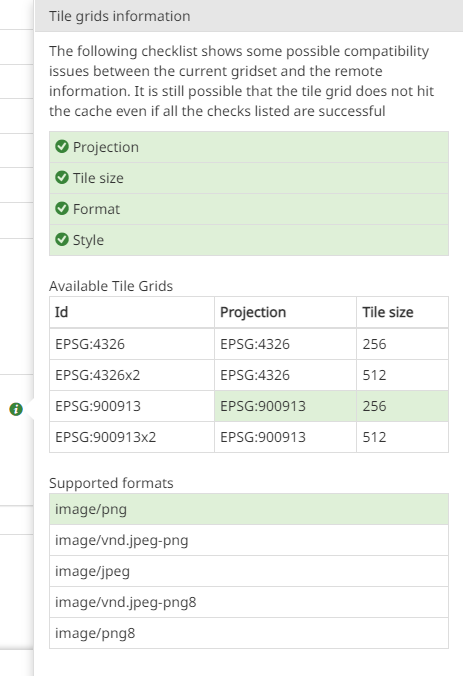 Tile grids information
The following checklist shows some possible compatibility
issues between the current gridset and the remote
information. It is still possible that the tile grid does not hit
the cache even if all the checks listed are successful
Projection
Tile size
Format
Style
Available Tile Grids
Id Projection Tile size
EPSG:4326 EPSG:4326 256
EPSG:4326x2 EPSG:4326 512
EPSG:900913 EPSG:900913 256
EPSG:900913x2 EPSG:900913 512
Supported formats
image/png
image/vnd.jpeg-png
image/jpeg
image/vnd.jpeg-png8
image/png8